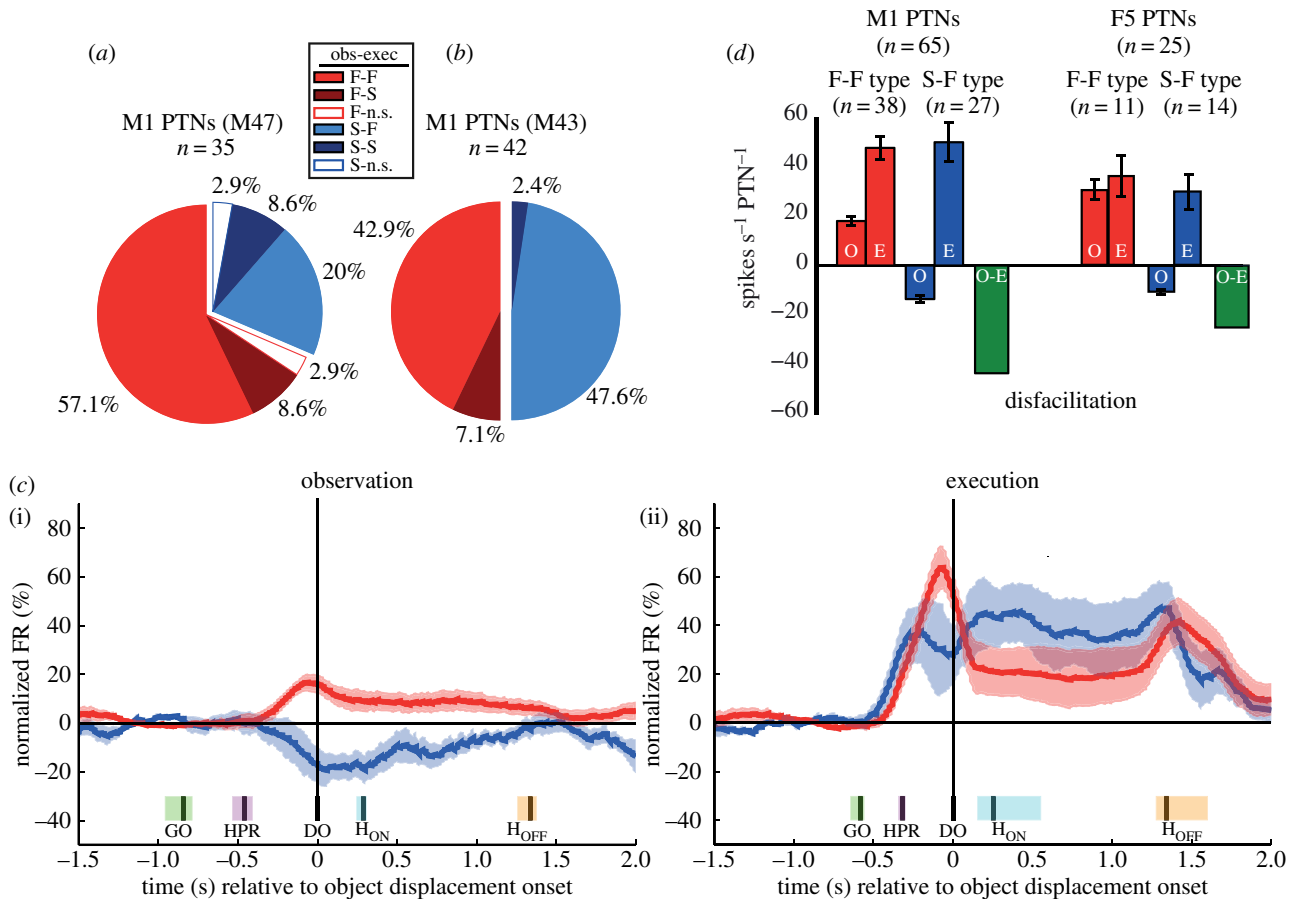 (a)
obs-exec
F-F
F-S
F-n.s.
S-F
S-S
S-n.s.
(b)
M1 PTNs (M47)
n = 35
M1 PTNs (M43)
n = 42
2.9%
8.6%
20%
2.9%
8.6%
57.1%
2.4%
42.9%
47.6%
7.1%
(d)
M1 PTNs
(n = 65)
F5 PTNs
(n = 25)
F-F type
(n = 38)
S-F type
(n = 27)
F-F type
(n = 11)
S-F type
(n = 14)
spikes s⁻¹ PTN⁻¹
60
40
20
0
−20
−40
−60
O
E
O
E
O-E
O
E
O
E
O-E
disfacilitation
(c)
observation
(i)
normalized FR (%)
80
60
40
20
0
−20
−40
GO
HPR
DO
H_ON
H_OFF
−1.5
−1.0
−0.5
0
0.5
1.0
1.5
2.0
time (s) relative to object displacement onset
execution
(ii)
normalized FR (%)
80
60
40
20
0
−20
−40
GO
HPR
DO
H_ON
H_OFF
−1.5
−1.0
−0.5
0
0.5
1.0
1.5
2.0
time (s) relative to object displacement onset